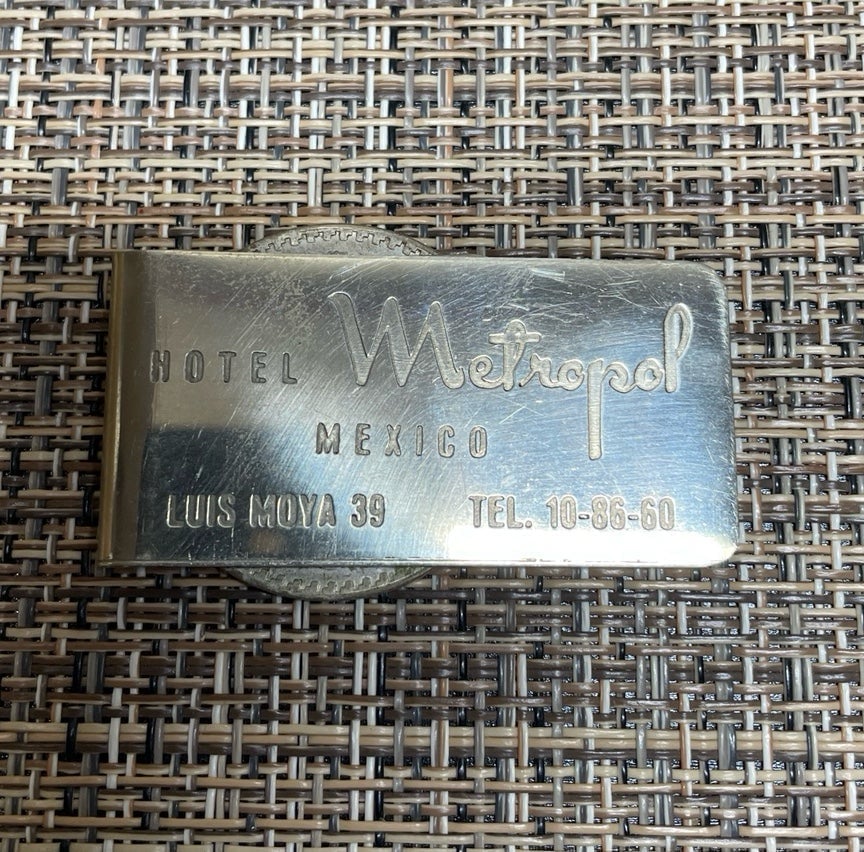 HOTEL Metropol
MEXICO
LUIS MOYA 39 TEL. 10-86-60